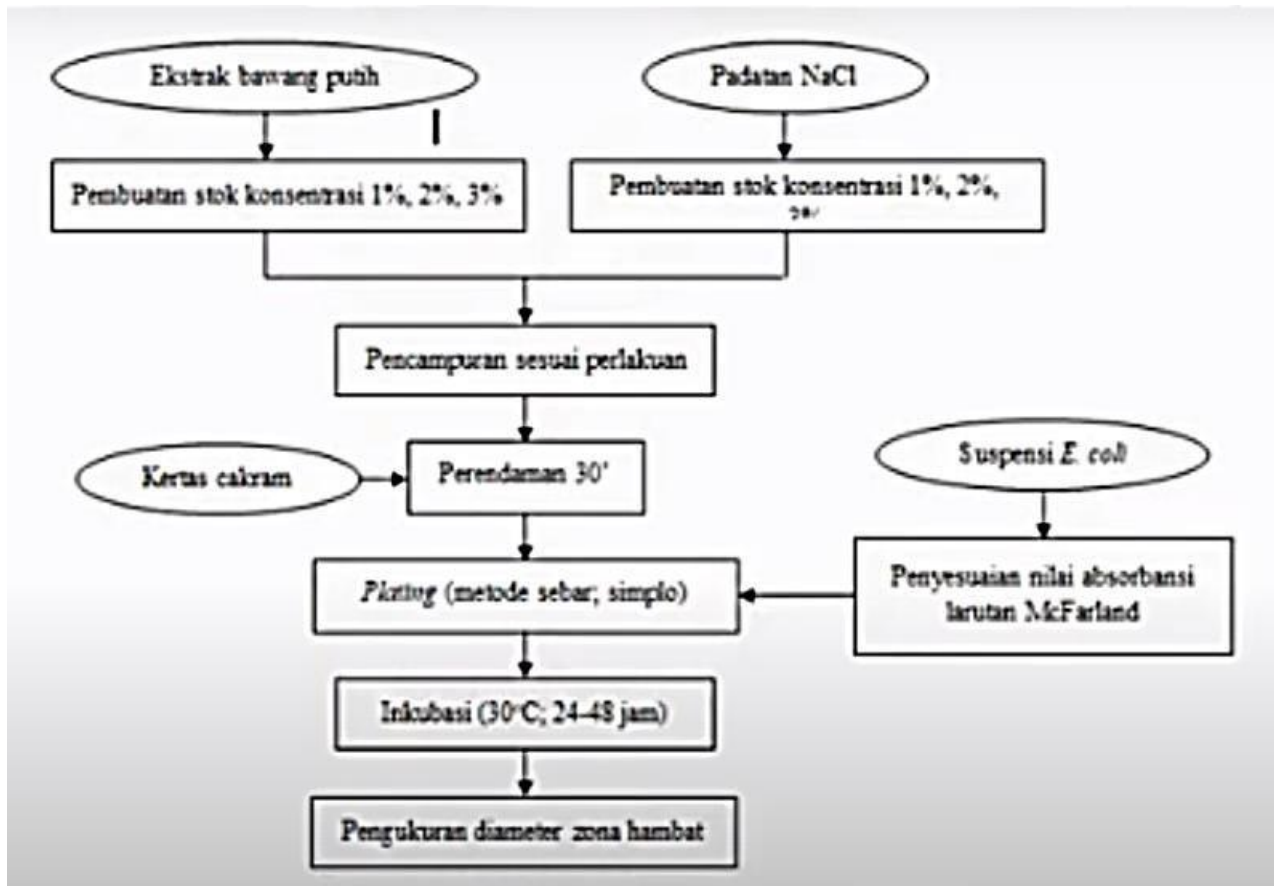 Ekstrak bawang putih
Padatan NaCl
Pembuatan stok konsentrasi 1%, 2%, 3%
Pembuatan stok konsentrasi 1%, 2%,
Pencampuran sesuai perlakuan
Kertas cakram
Perendaman 30'
Suspensi E. coli
Plating (metode sebar; simplo)
Penyesuaian nilai absorbansi
larutan McFarland
Inkubasi (30°C; 24-48 jam)
Pengukuran diameter zona hambat